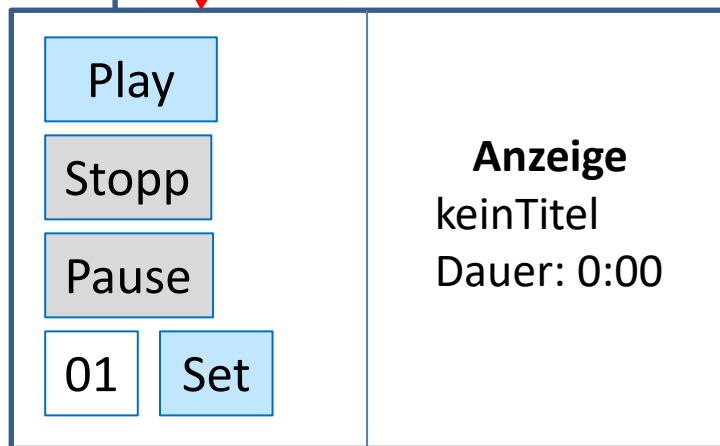 Play
Stopp
Pause
01 Set
Anzeige
keinTitel
Dauer: 0:00